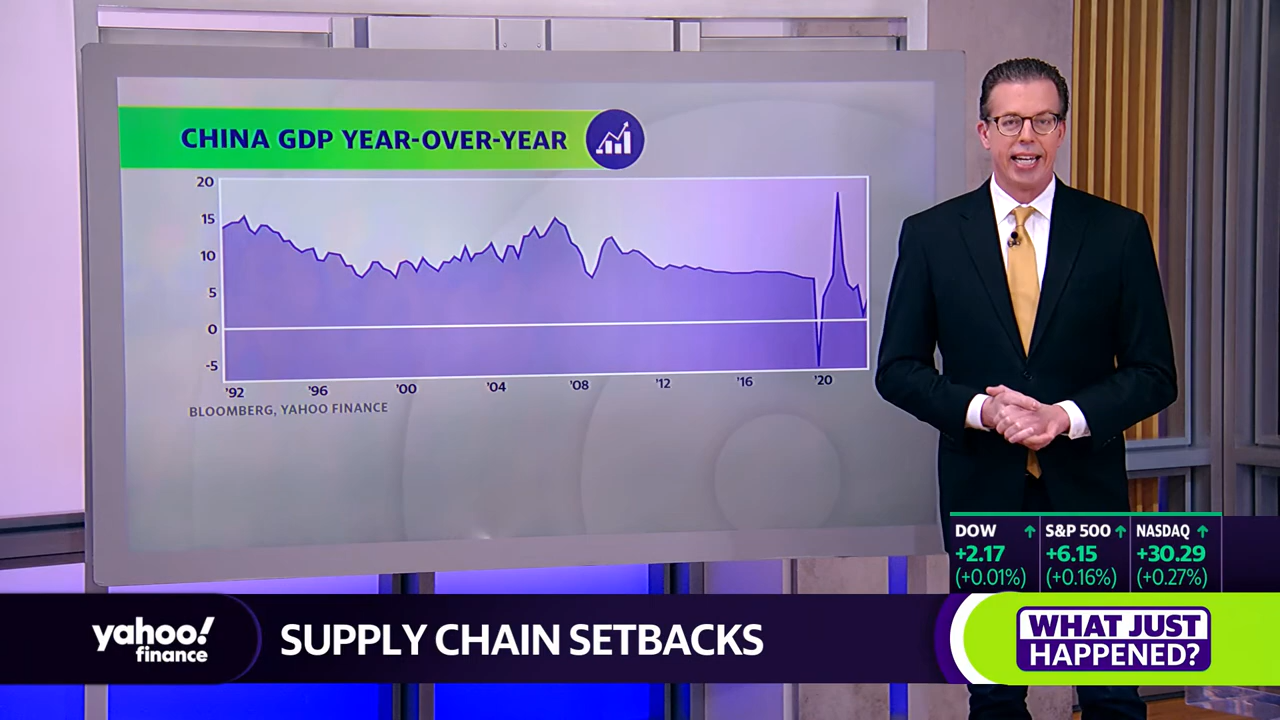 CHINA GDP YEAR-OVER-YEAR
20
15
10
5
0
-5
'92 '96 '00 '04 '08 '12 '16 '20
BLOOMBERG, YAHOO FINANCE
DOW S&P 500 NASDAQ
+2.17 +6.15 +30.29
(+0.01%) (+0.16%) (+0.27%)
yahoo!
finance
SUPPLY CHAIN SETBACKS
WHAT JUST
HAPPENED?